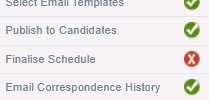 Select Email Templates
Publish to Candidates
Finalise Schedule
Email Correspondence History